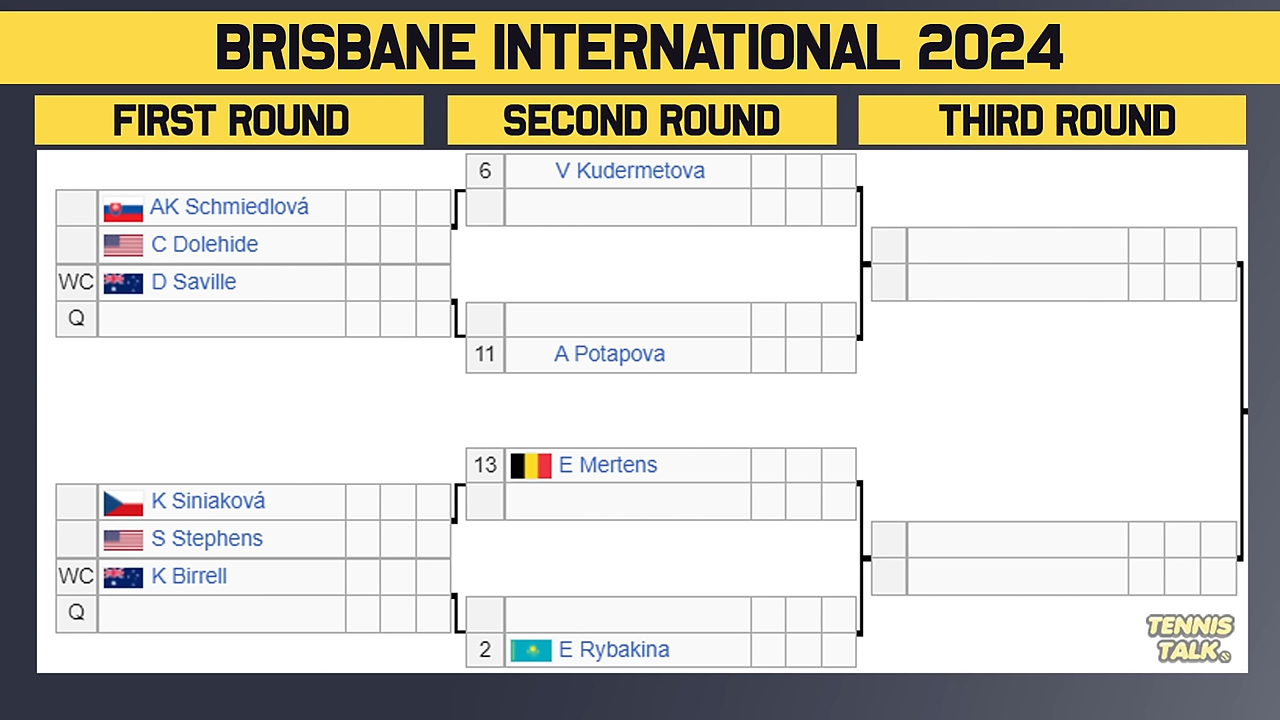 BRISBANE INTERNATIONAL 2024
FIRST ROUND
SECOND ROUND
THIRD ROUND
6 V Kudermetova
AK Schmiedlová
C Dolehide
WC D Saville
Q
11 A Potapova
13 E Mertens
K Siniaková
S Stephens
WC K Birrell
Q
2 E Rybakina
TENNIS
TALK